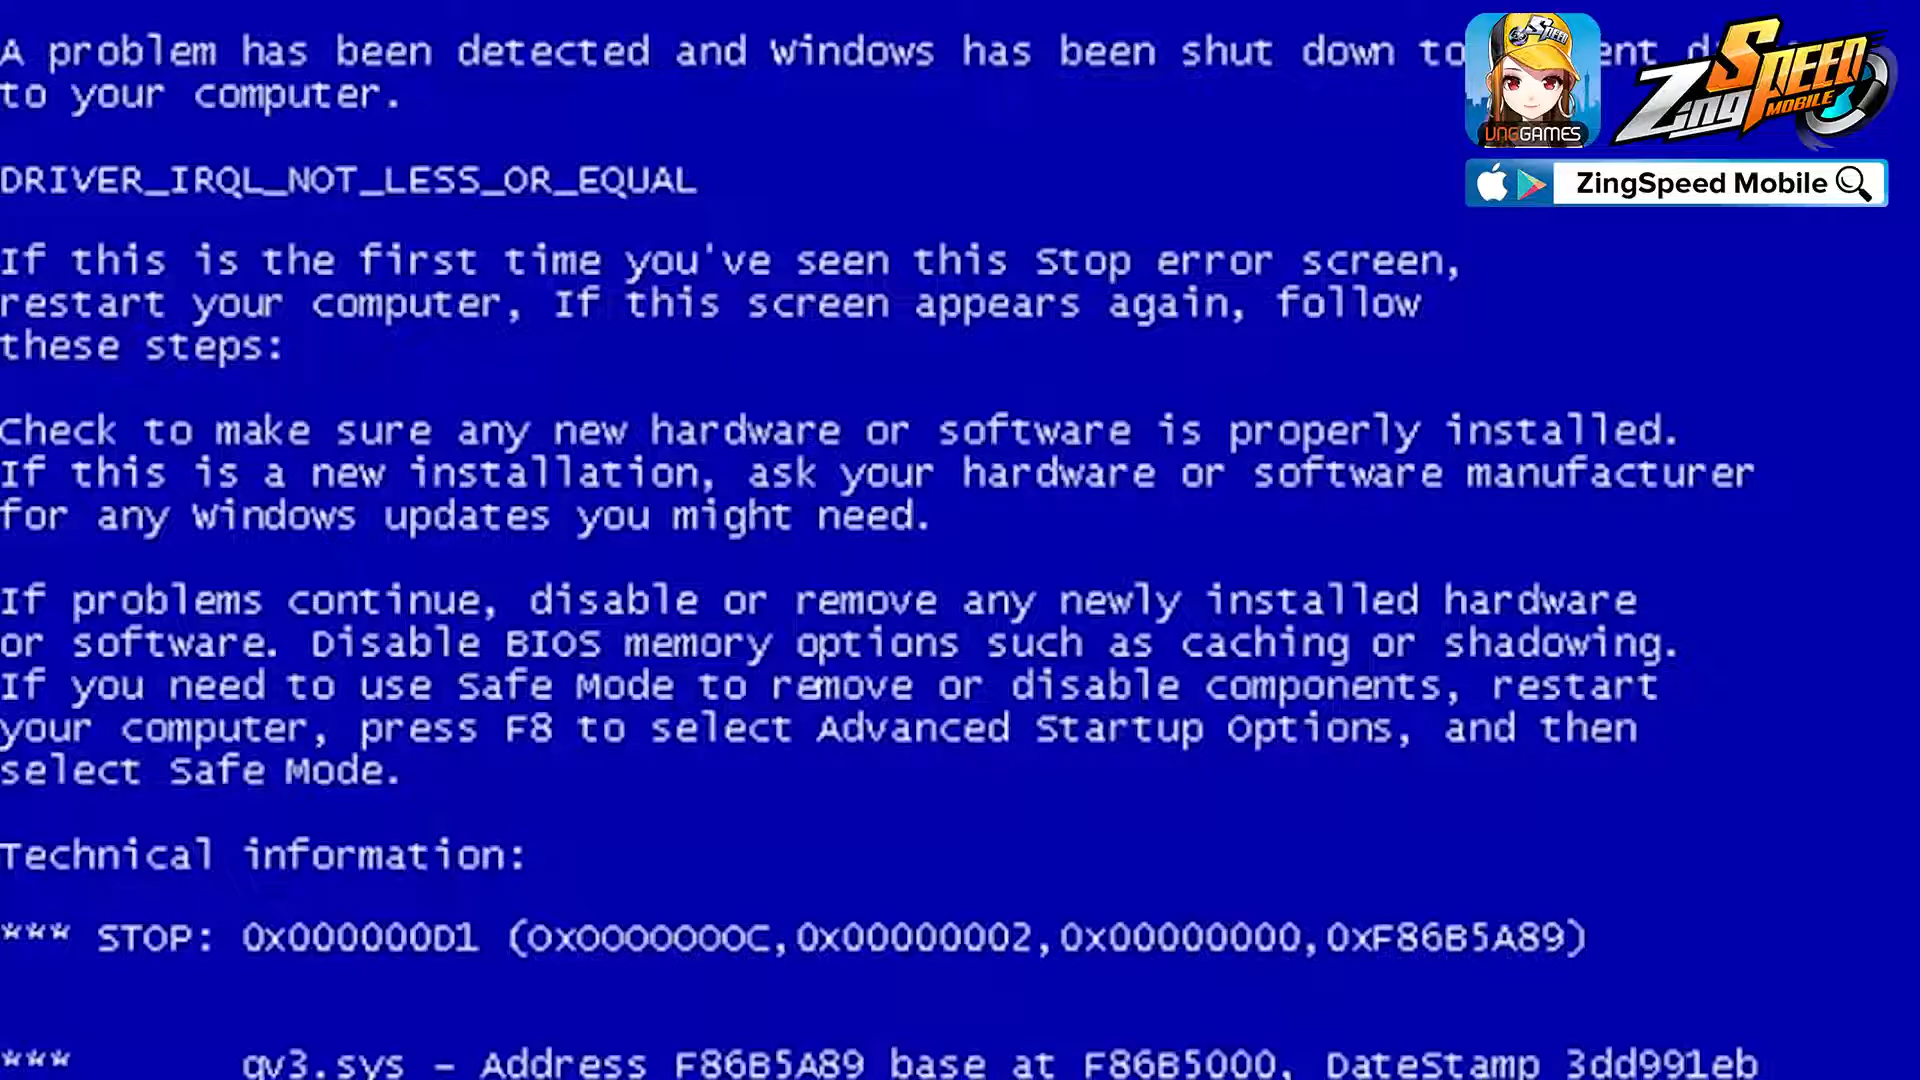 A problem has been detected and Windows has been shut down to
to your computer.
DRIVER_IRQL_NOT_LESS_OR_EQUAL
If this is the first time you've seen this Stop error screen,
restart your computer, If this screen appears again, follow
these steps:
Check to make sure any new hardware or software is properly installed.
If this is a new installation, ask your hardware or software manufacturer
for any Windows updates you might need.
If problems continue, disable or remove any newly installed hardware
or software. Disable BIOS memory options such as caching or shadowing.
If you need to use Safe Mode to remove or disable components, restart
your computer, press F8 to select Advanced Startup Options, and then
select Safe Mode.
Technical information:
*** STOP: 0x000000D1 (0x0000000C,0x00000002,0x00000000,0xF86B5A89)
*** gv3.sys – Address F86B5A89 base at F86B5000, DateStamp 3dd991eb
SPEED
VNGGAMES
ZingSpeed
MOBILE
ZingSpeed Mobile